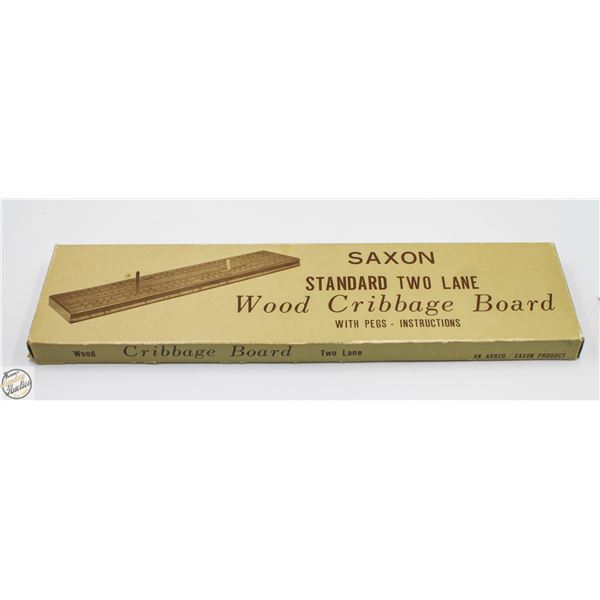 SAXON
STANDARD TWO LANE
Wood Cribbage Board
WITH PEGS - INSTRUCTIONS
Wood Cribbage Board Two Lane
AN ARRCO - SAXON PRODUCT